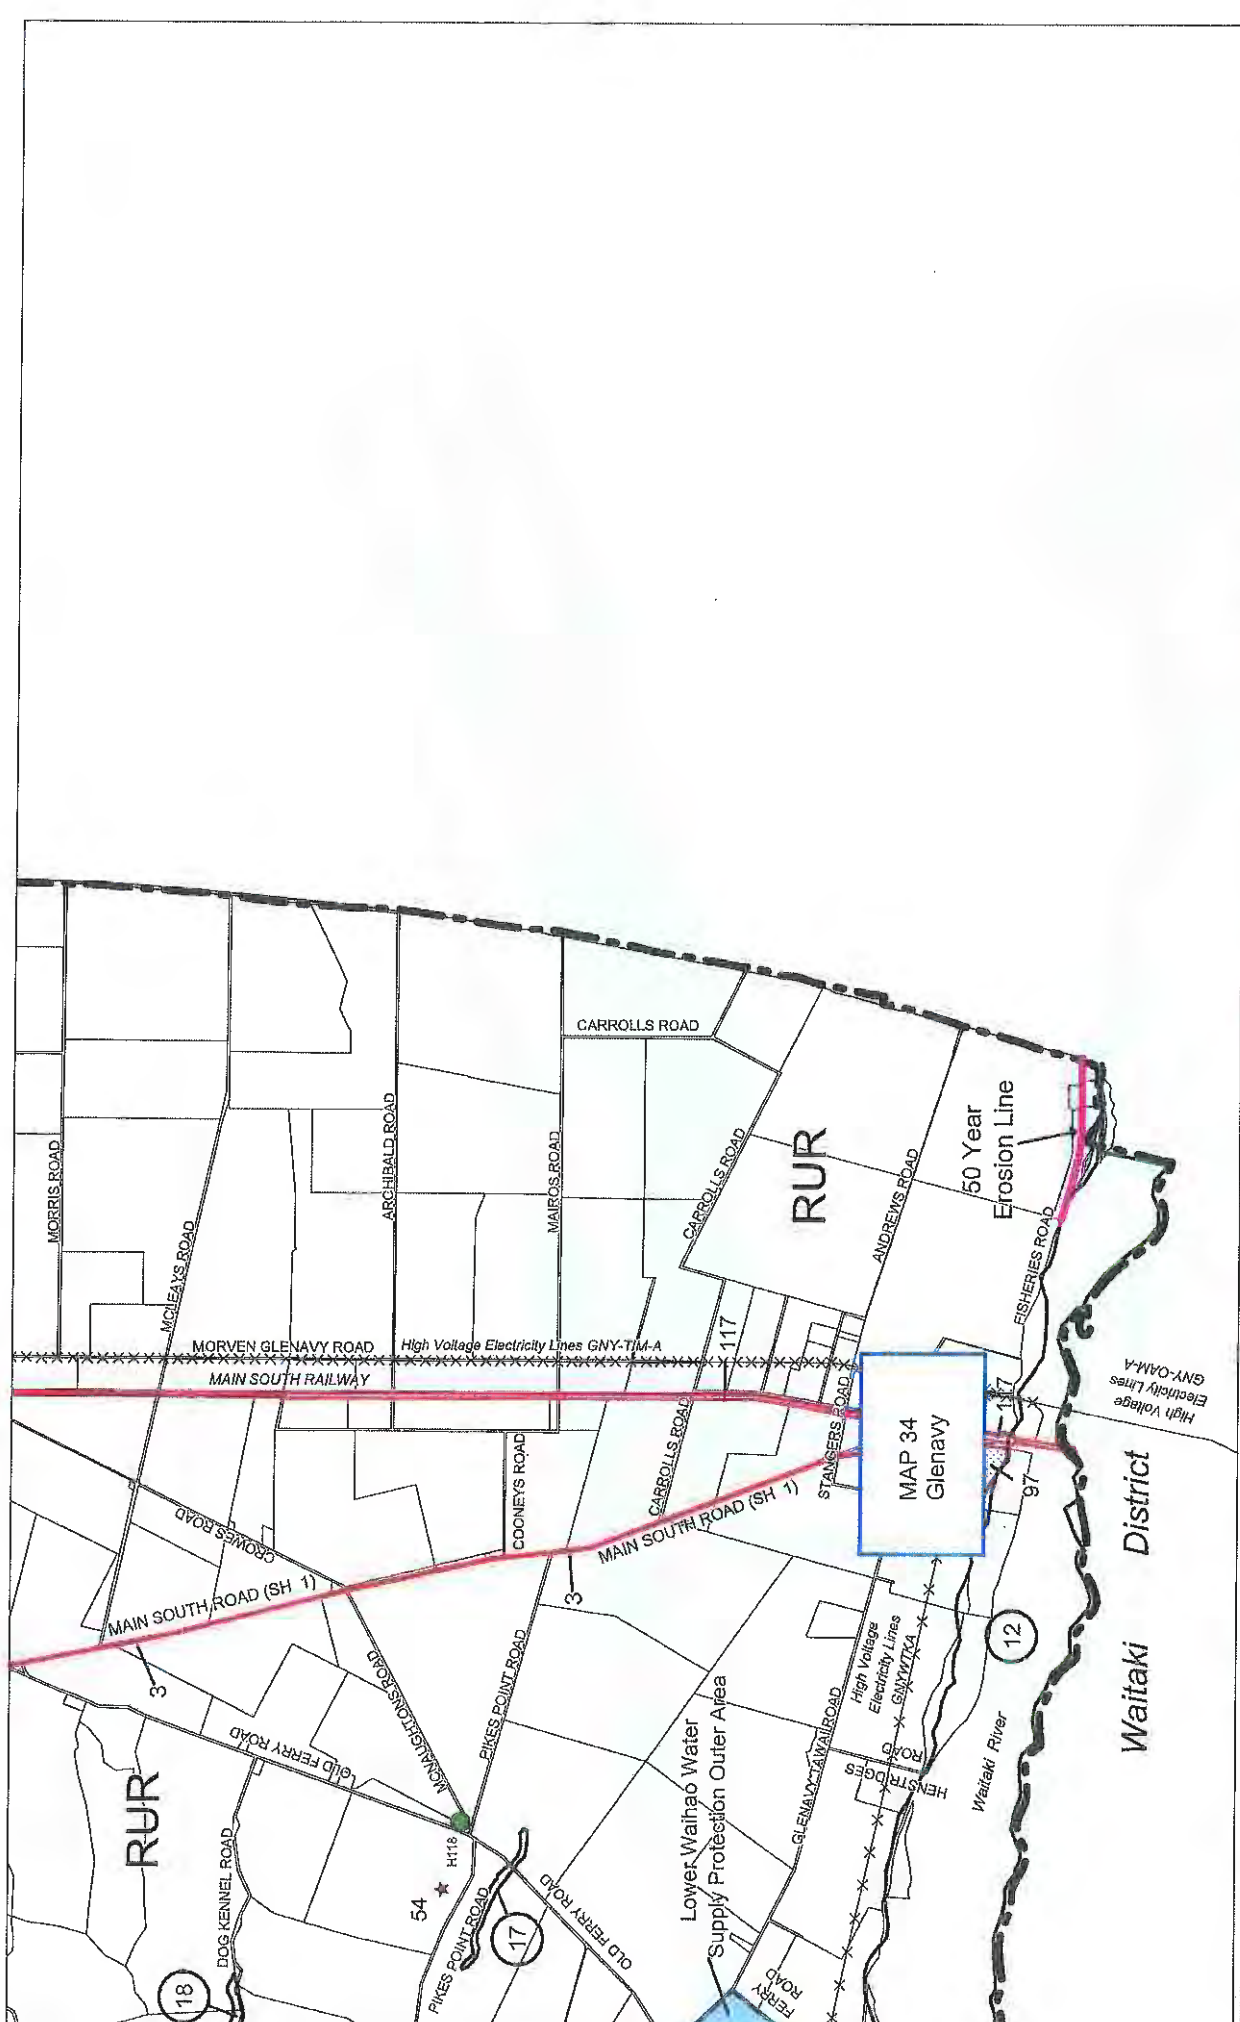 CARROLLS ROAD
MORRIS ROAD
MCLEAYS ROAD
ARCHIBALD ROAD
MAIROS ROAD
CARROLLS ROAD
RUR
ANDREWS ROAD
50 Year
Erosion Line
FISHERIES ROAD
MORVEN GLENAVY ROAD
High Voltage Electricity Lines GNY-TIM-A
117
MAIN SOUTH RAILWAY
High Voltage
Electricity Lines
GNY-OAM-A
117
STANGERS ROAD
MAP 34
Glenavy
97
CARROLLS ROAD
COONEYS ROAD
CROWES ROAD
MAIN SOUTH ROAD (SH 1)
MAIN SOUTH ROAD (SH 1)
3
3
12
Waitaki District
Waitaki River
High Voltage
Electricity Lines
GNYWTKA
HENSTRIDGES
ROAD
GLENAVY TAWAI ROAD
Lower Waihao Water
Supply Protection Outer Area
PIKES POINT ROAD
MCNAUGHTONS ROAD
OLD FERRY ROAD
RUR
H118
54
DOG KENNEL ROAD
PIKES POINT ROAD
17
OLD FERRY ROAD
18
FERRY
ROAD